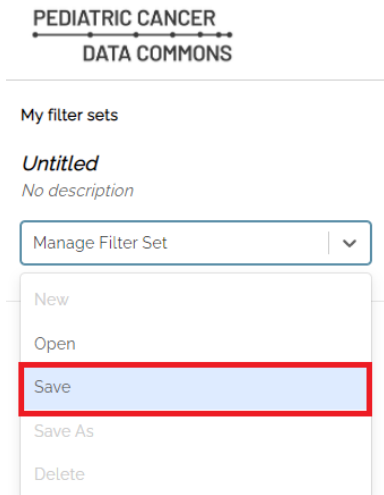 PEDIATRIC CANCER
DATA COMMONS
My filter sets
Untitled
No description
Manage Filter Set
New
Open
Save
Save As
Delete